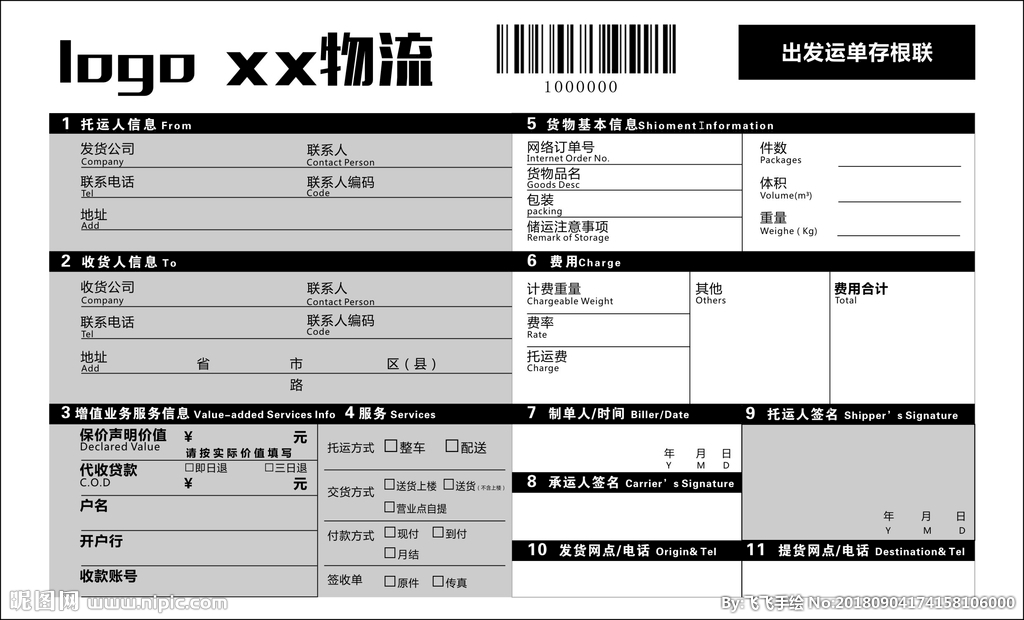 logo xx物流
1000000
出发运单存根联
1 托运人信息 From
发货公司 联系人
Company Contact Person
联系电话 联系人编码
Tel Code
地址
Add
5 货物基本信息Shioment Information
网络订单号
Internet Order No.
货物品名
Goods Desc
包装
packing
储运注意事项
Remark of Storage
件数
Packages
体积
Volume(m³)
重量
Weighe ( Kg)
2 收货人信息 To
收货公司 联系人
Company Contact Person
联系电话 联系人编码
Tel Code
地址 省 市 区 ( 县 )
Add
路
6 费用Charge
计费重量
Chargeable Weight
费率
Rate
托运费
Charge
其他
Others
费用合计
Total
3 增值业务服务信息 Value-added Services Info
保价声明价值 ¥ 元
Declared Value 请按实际价值填写
代收贷款 □即日退 □三日退
C.O.D ¥ 元
户名
开户行
收款账号
4 服务 Services
托运方式 □整车 □配送
交货方式 □送货上楼 □送货(不含上楼)
□营业点自提
付款方式 □现付 □到付
□月结
签收单 □原件 □传真
7 制单人/时间 Biller/Date
年 月 日
Y M D
8 承运人签名 Carrier’s Signature
9 托运人签名 Shipper’s Signature
年 月 日
Y M D
10 发货网点/电话 Origin& Tel
11 提货网点/电话 Destination& Tel
昵图网 www.nipic.com
By:飞飞手绘 No:20180904174158106000